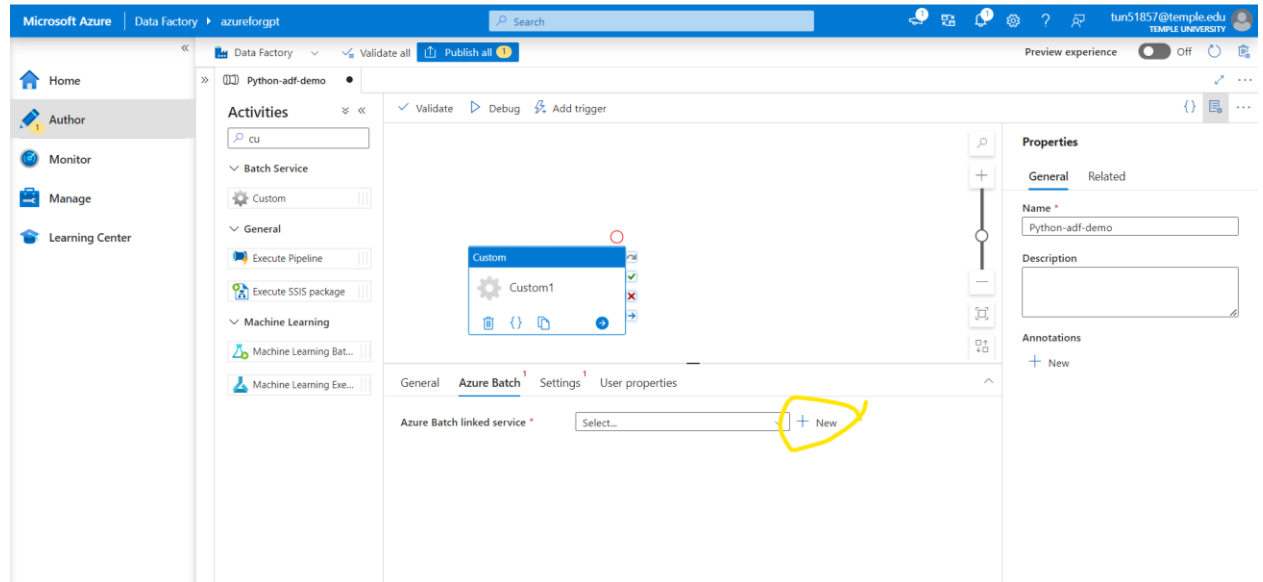 Microsoft Azure Data Factory azureforgpt
Search
1
1
tun51857@temple.edu
TEMPLE UNIVERSITY
Data Factory
Validate all
Publish all 1
Preview experience Off
Home
Author
1
Monitor
Manage
Learning Center
Python-adf-demo
Activities
cu
Batch Service
Custom
General
Execute Pipeline
Execute SSIS package
Machine Learning
Machine Learning Bat...
Machine Learning Exe...
Validate Debug Add trigger
Custom
Custom1
General Azure Batch 1 Settings 1 User properties
Azure Batch linked service * Select... New
Properties
General Related
Name *
Python-adf-demo
Description
Annotations
New